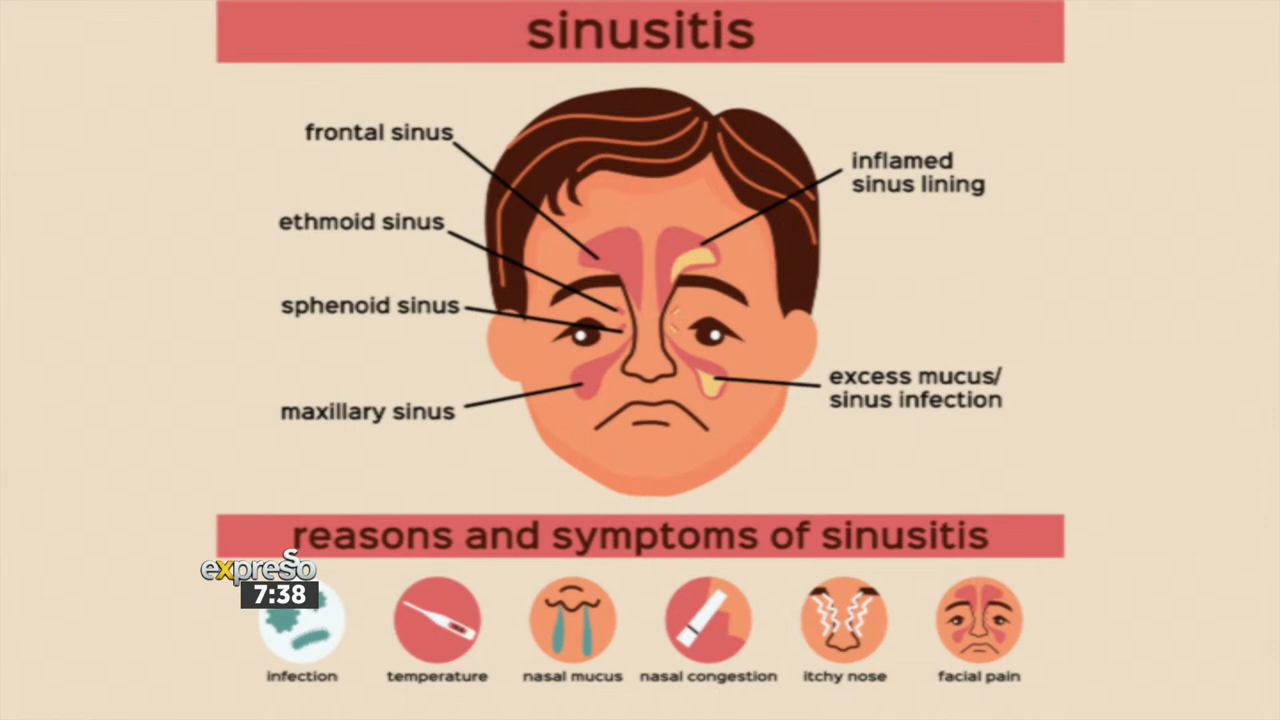 sinusitis
frontal sinus
inflamed
sinus lining
ethmoid sinus
sphenoid sinus
excess mucus/
sinus infection
maxillary sinus
reasons and symptoms of sinusitis
expresso
7:38
infection
temperature
nasal mucus
nasal congestion
itchy nose
facial pain